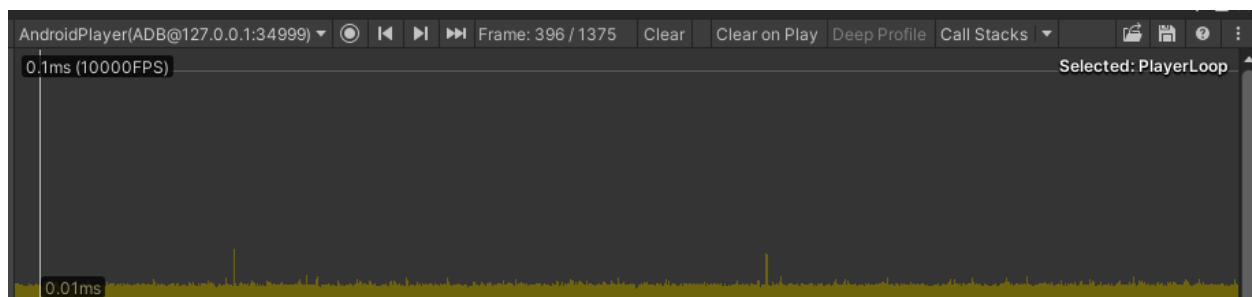 AndroidPlayer(ADB@127.0.0.1:34999) Frame: 396 / 1375 Clear Clear on Play Deep Profile Call Stacks
0.1ms (10000FPS) Selected: PlayerLoop
0.01ms